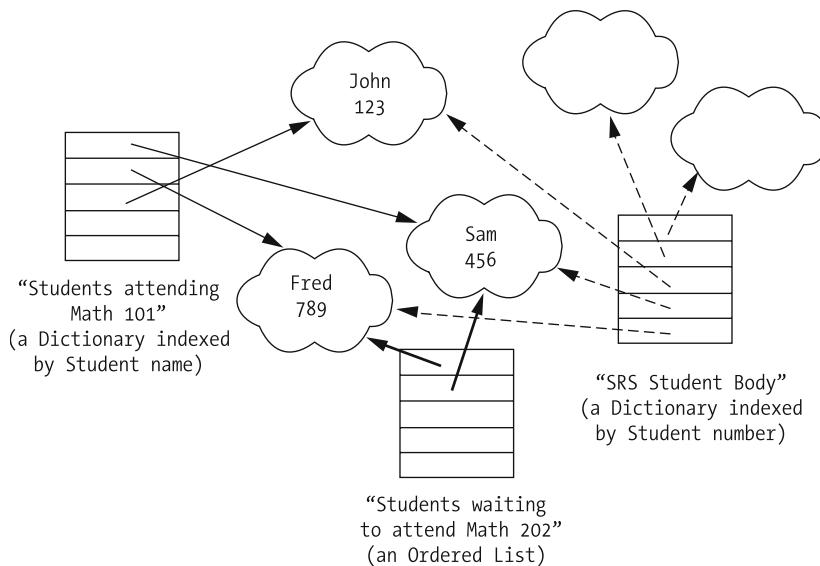 John
123
Sam
456
Fred
789
“Students attending
Math 101”
(a Dictionary indexed
by Student name)
“SRS Student Body”
(a Dictionary indexed
by Student number)
“Students waiting
to attend Math 202”
(an Ordered List)